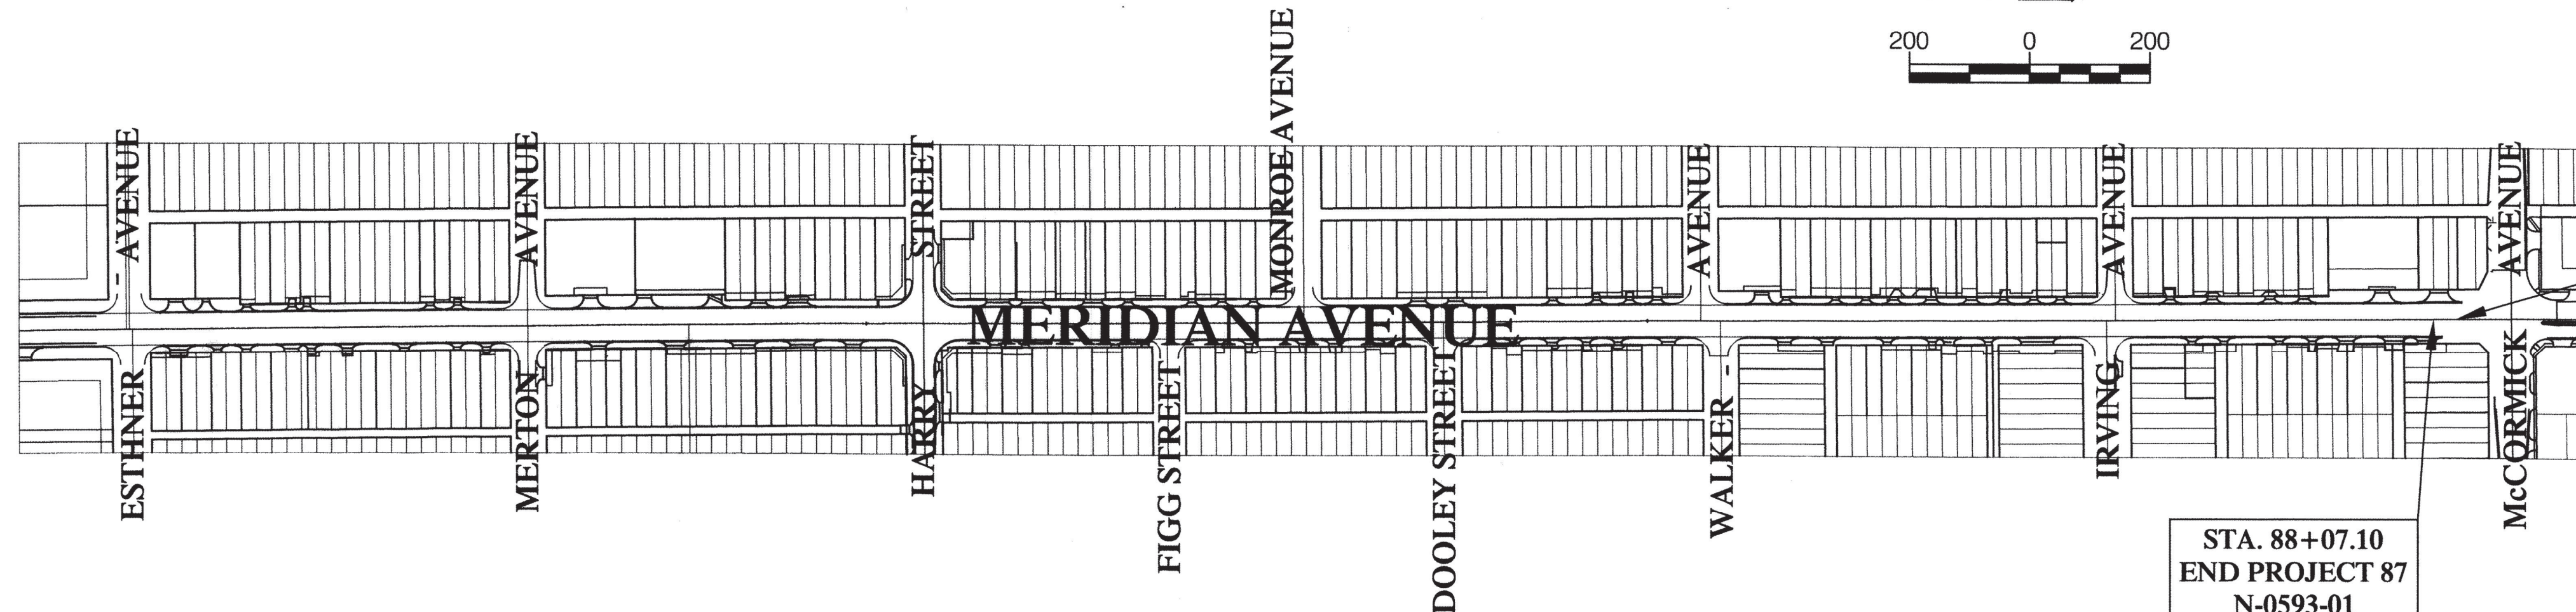 200 0 200
MONROE AVENUE
AVENUE
AVENUE
STREET
AVENUE
AVENUE
AVENUE
MERIDIAN AVENUE
ESTHNER
MERTON
HARRY
FIGG STREET
DOOLEY STREET
WALKER
IRVING
McCORMICK
STA. 88+07.10
END PROJECT 87
N-0593-01